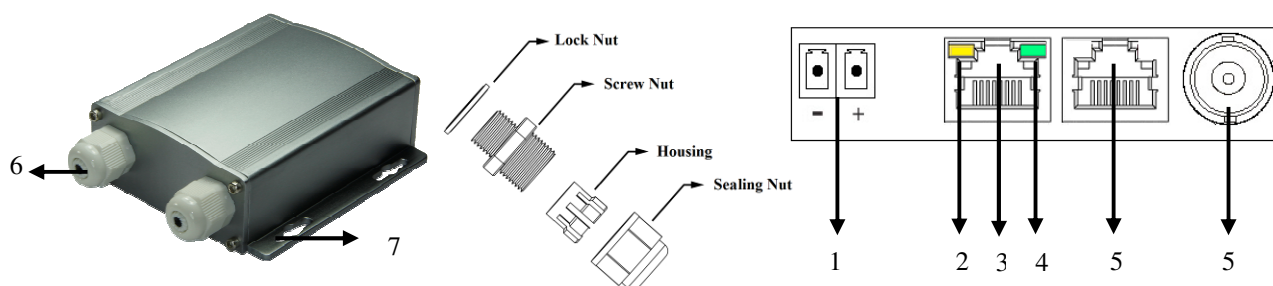 6
7
Lock Nut
Screw Nut
Housing
Sealing Nut
- +
1 2 3 4 5 5